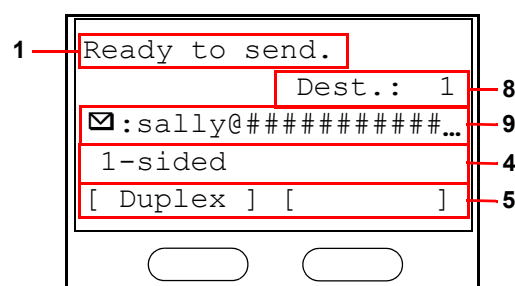 1 Ready to send.
Dest.: 1 8
✉:sally@###########… 9
1-sided 4
[ Duplex ] [ ] 5